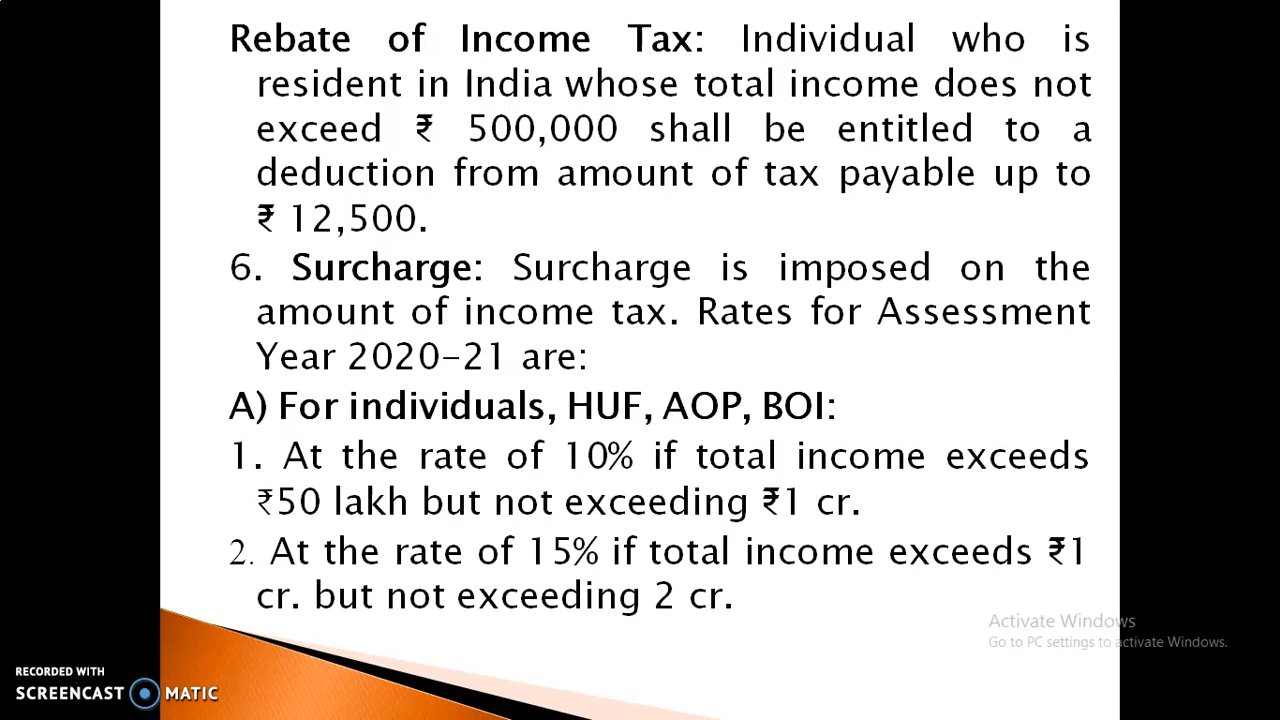 Rebate of Income Tax: Individual who is
resident in India whose total income does not
exceed ₹ 500,000 shall be entitled to a
deduction from amount of tax payable up to
₹ 12,500.
6. Surcharge: Surcharge is imposed on the
amount of income tax. Rates for Assessment
Year 2020-21 are:
A) For individuals, HUF, AOP, BOI:
1. At the rate of 10% if total income exceeds
₹50 lakh but not exceeding ₹1 cr.
2. At the rate of 15% if total income exceeds ₹1
cr. but not exceeding 2 cr.
Activate Windows
Go to PC settings to activate Windows.
RECORDED WITH
SCREENCAST MATIC